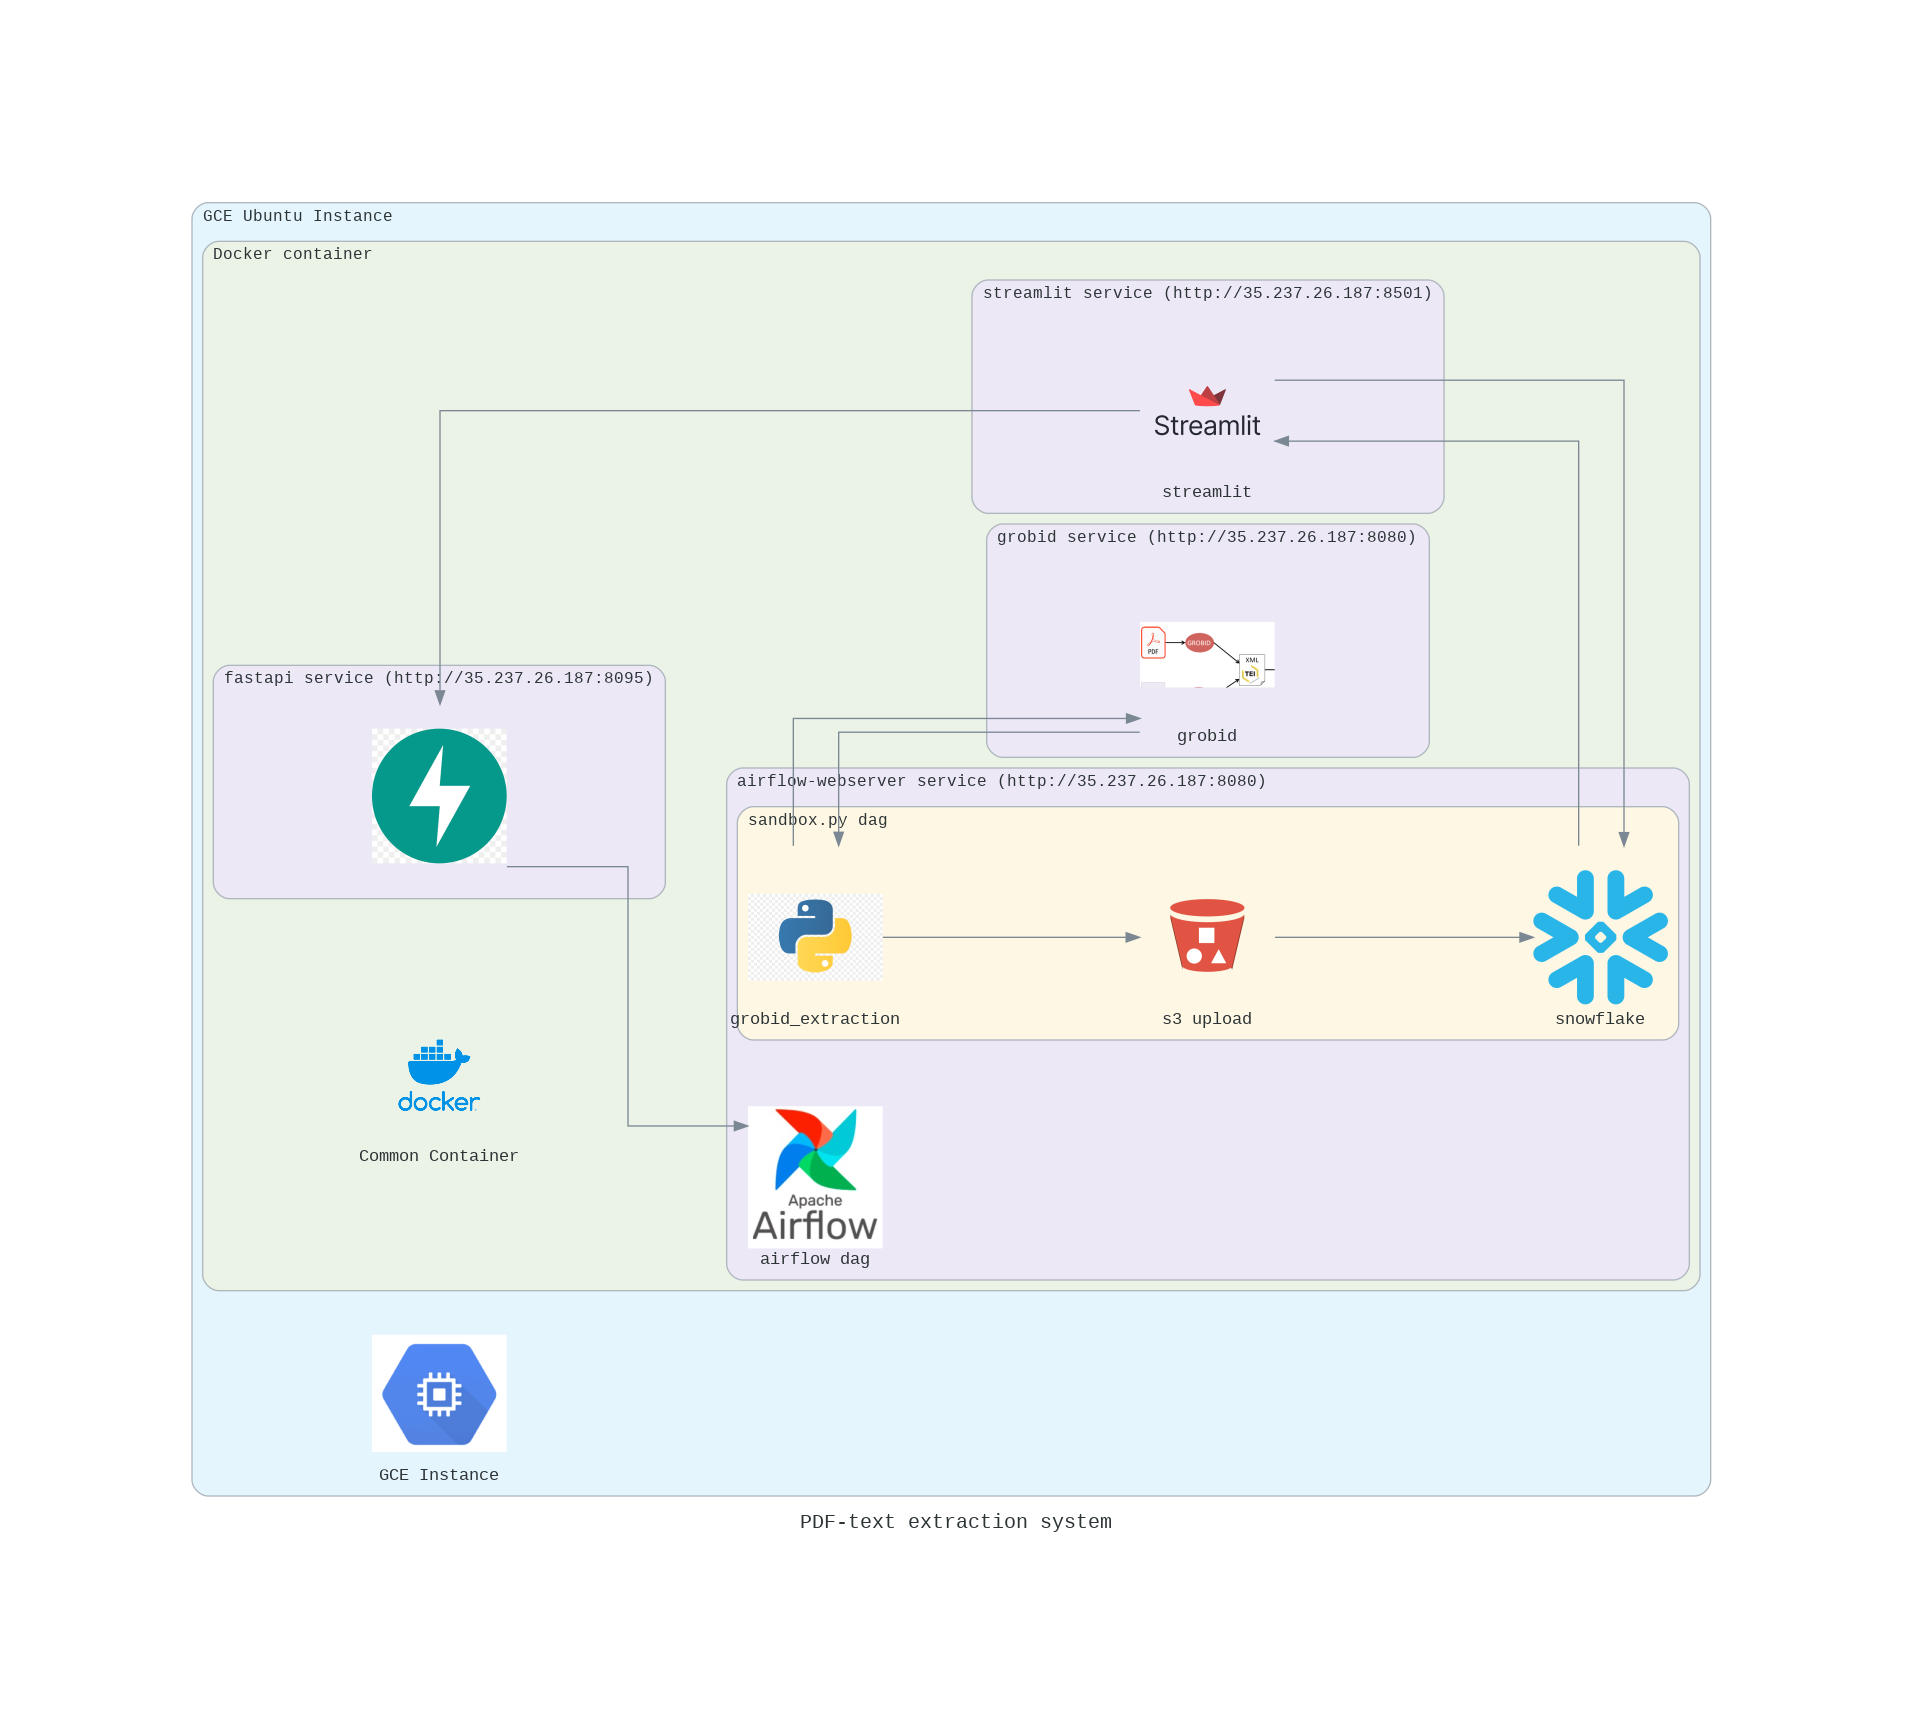 GCE Ubuntu Instance
Docker container
streamlit service (http://35.237.26.187:8501)
Streamlit
streamlit
grobid service (http://35.237.26.187:8080)
PDF
GROBID
XML
TEI
grobid
fastapi service (http://35.237.26.187:8095)
airflow-webserver service (http://35.237.26.187:8080)
sandbox.py dag
grobid_extraction
s3 upload
snowflake
docker
Common Container
Apache
Airflow
airflow dag
GCE Instance
PDF-text extraction system